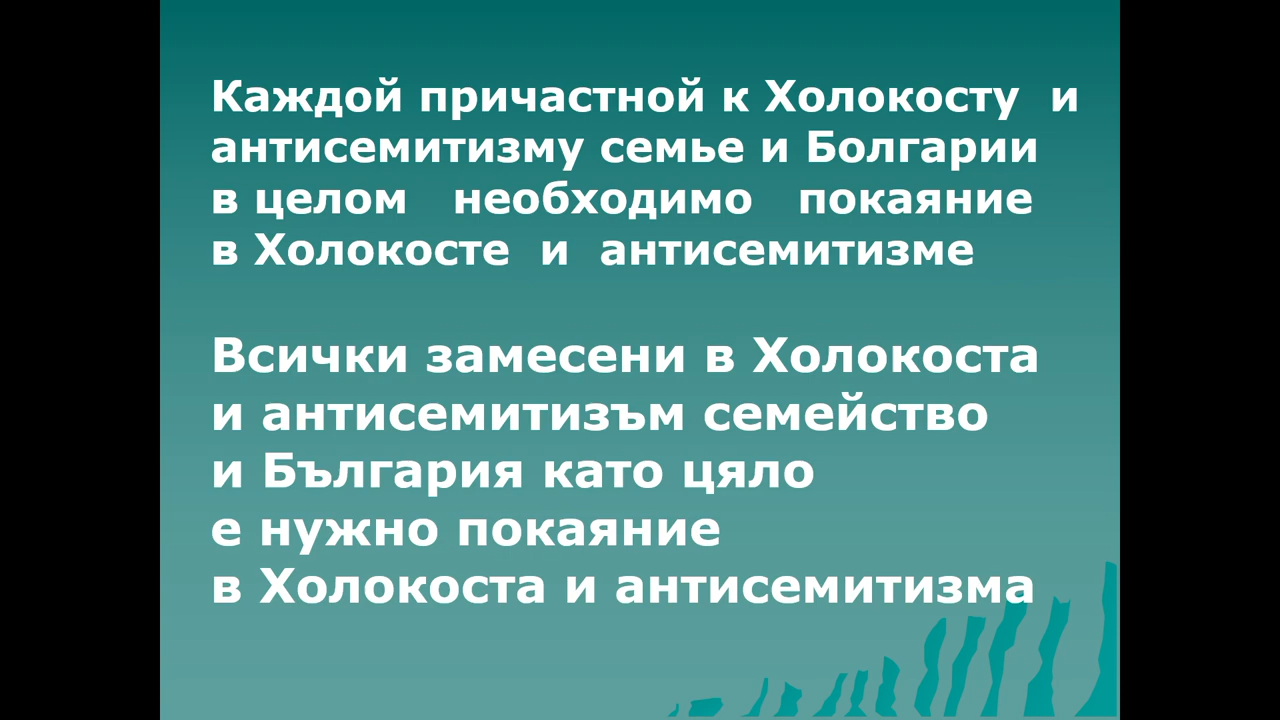 Каждой причастной к Холокосту и
антисемитизму семье и Болгарии
в целом необходимо покаяние
в Холокосте и антисемитизме
Всички замесени в Холокоста
и антисемитизъм семейство
и България като цяло
е нужно покаяние
в Холокоста и антисемитизма